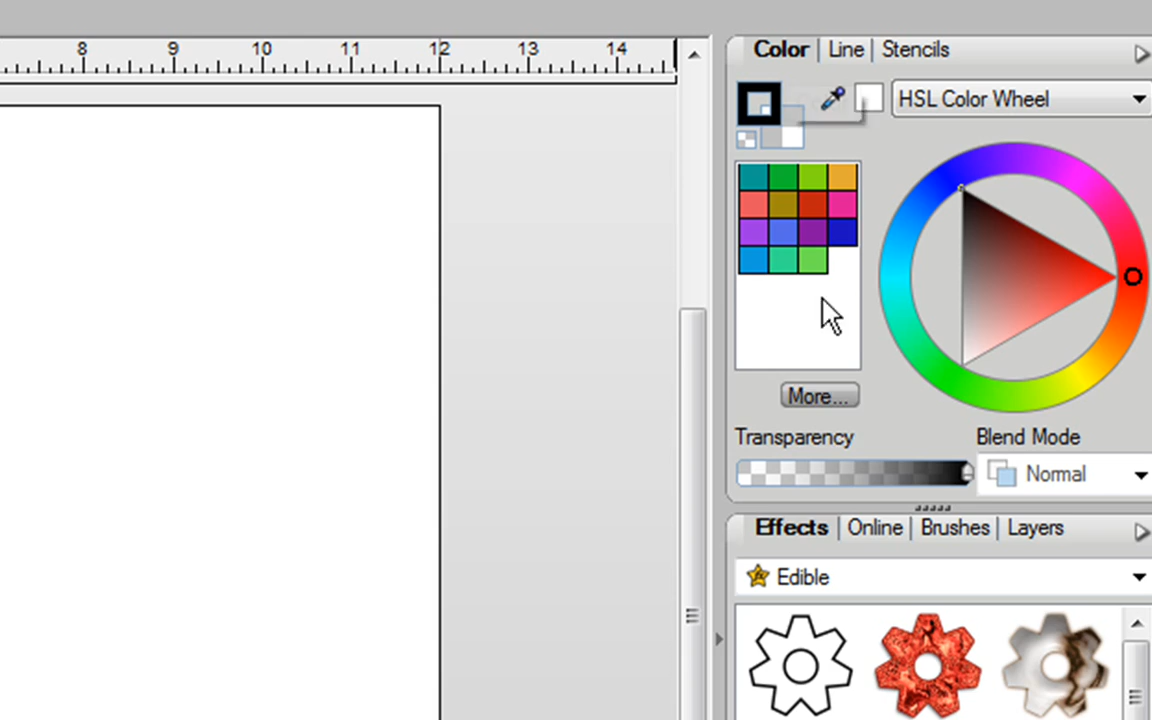 8 9 10 11 12 13 14
Color | Line | Stencils
HSL Color Wheel
More...
Transparency Blend Mode
Normal
Effects | Online | Brushes | Layers
Edible